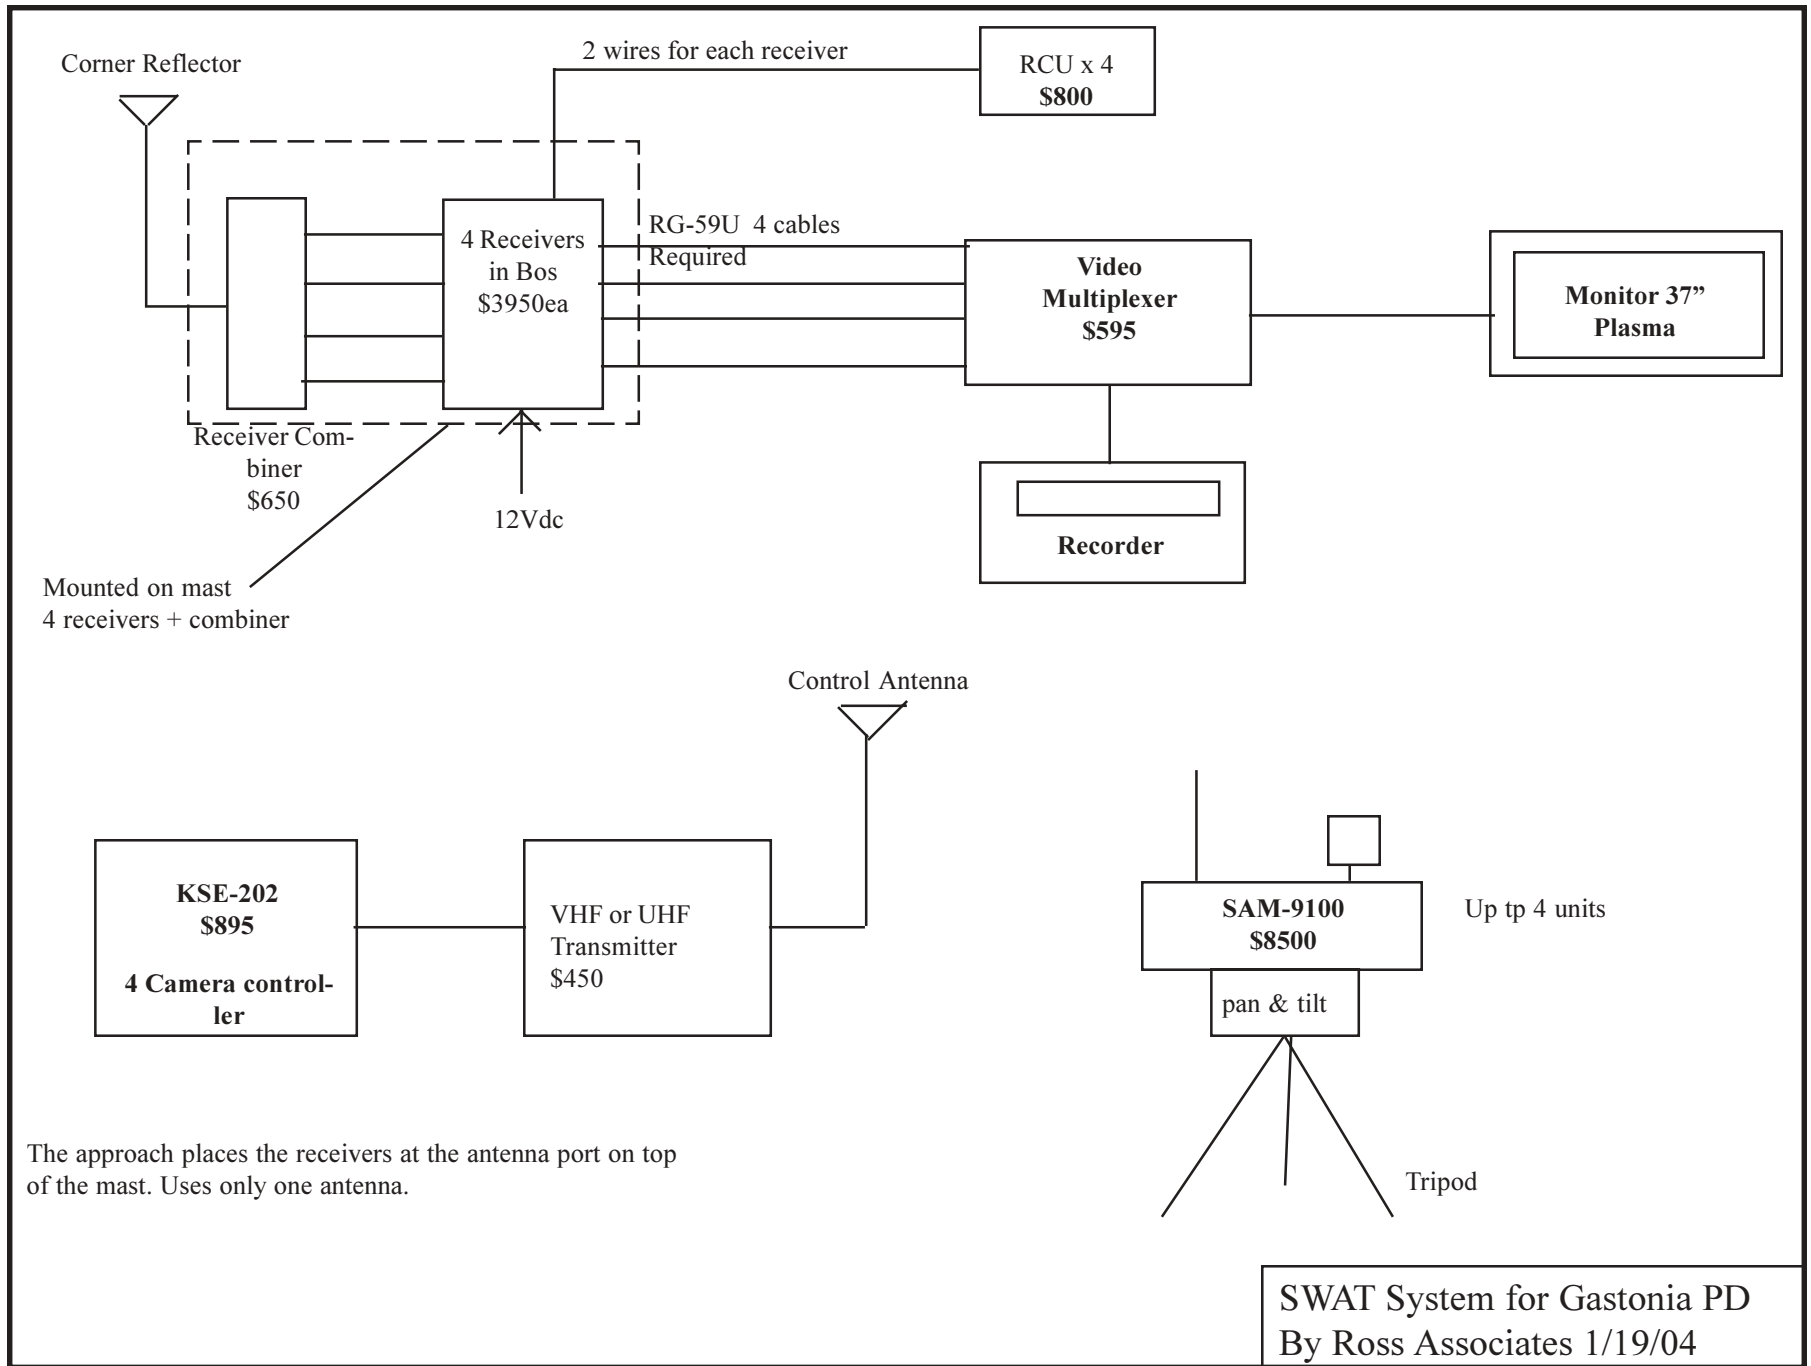 Corner Reflector
2 wires for each receiver
RCU x 4
$800
4 Receivers
in Bos
$3950ea
RG-59U 4 cables
Required
Video
Multiplexer
$595
Monitor 37”
Plasma
Receiver Com-
biner
$650
12Vdc
Recorder
Mounted on mast
4 receivers + combiner
Control Antenna
KSE-202
$895
4 Camera control-
ler
VHF or UHF
Transmitter
$450
SAM-9100
$8500
Up tp 4 units
pan & tilt
Tripod
The approach places the receivers at the antenna port on top
of the mast. Uses only one antenna.
SWAT System for Gastonia PD
By Ross Associates 1/19/04